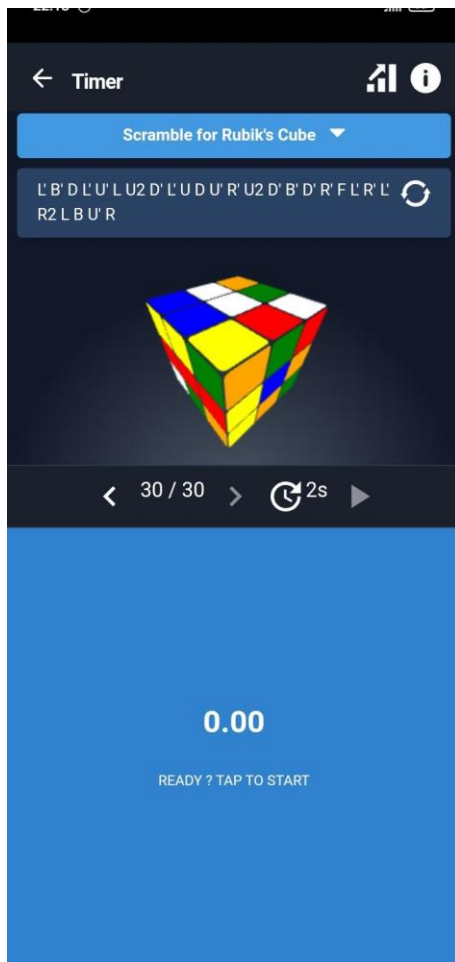 Timer
Scramble for Rubik's Cube
L' B' D L' U' L U2 D' L' U D U' R' U2 D' B' D' R' F L' R' L'
R2 L B U' R
30 / 30
2s
0.00
READY ? TAP TO START